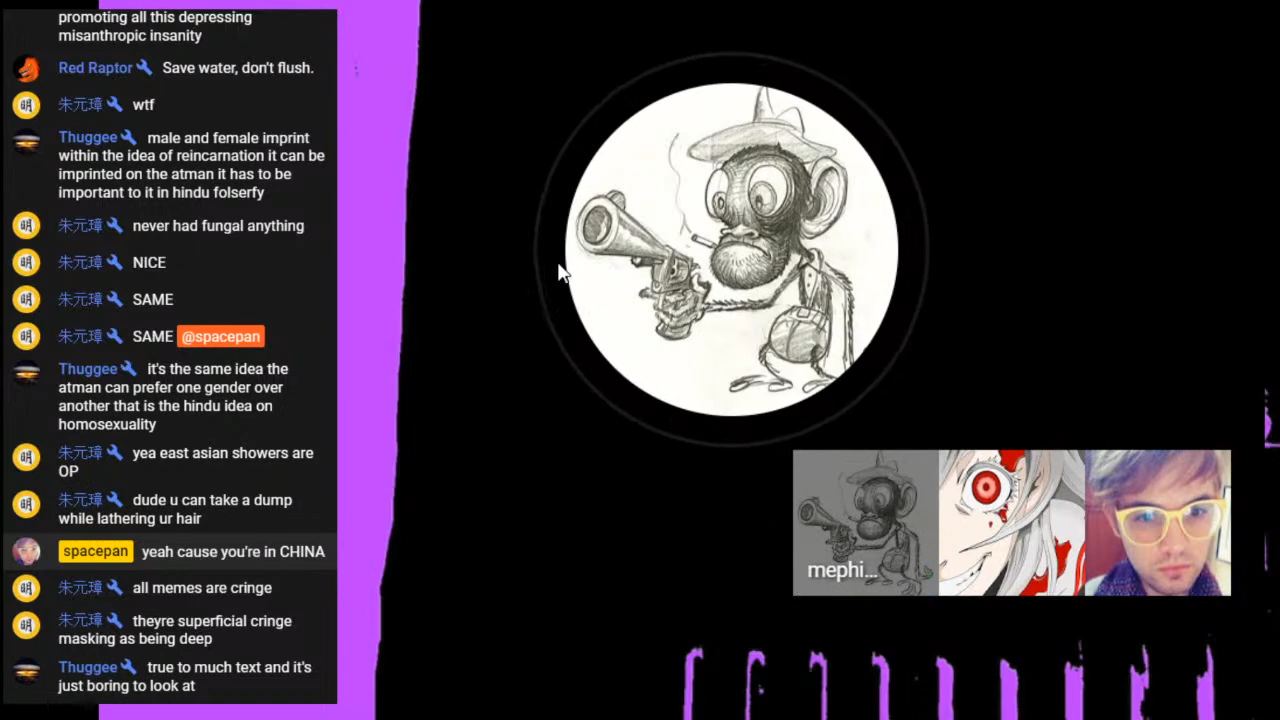 promoting all this depressing
misanthropic insanity
Red Raptor Save water, don't flush.
朱元璋 wtf
Thuggee male and female imprint
within the idea of reincarnation it can be
imprinted on the atman it has to be
important to it in hindu folserfy
朱元璋 never had fungal anything
朱元璋 NICE
朱元璋 SAME
朱元璋 SAME @spacepan
Thuggee it's the same idea the
atman can prefer one gender over
another that is the hindu idea on
homosexuality
朱元璋 yea east asian showers are
OP
朱元璋 dude u can take a dump
while lathering ur hair
spacepan yeah cause you're in CHINA
朱元璋 all memes are cringe
朱元璋 theyre superficial cringe
masking as being deep
Thuggee true to much text and it's
just boring to look at
mephi...